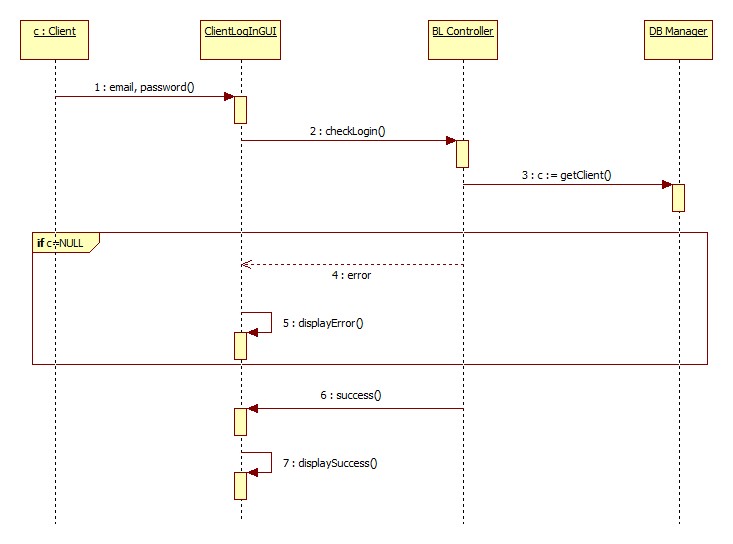 c : Client
ClientLogInGUI
BL Controller
DB Manager
1 : email, password()
2 : checkLogin()
3 : c := getClient()
if c=NULL
4 : error
5 : displayError()
6 : success()
7 : displaySuccess()